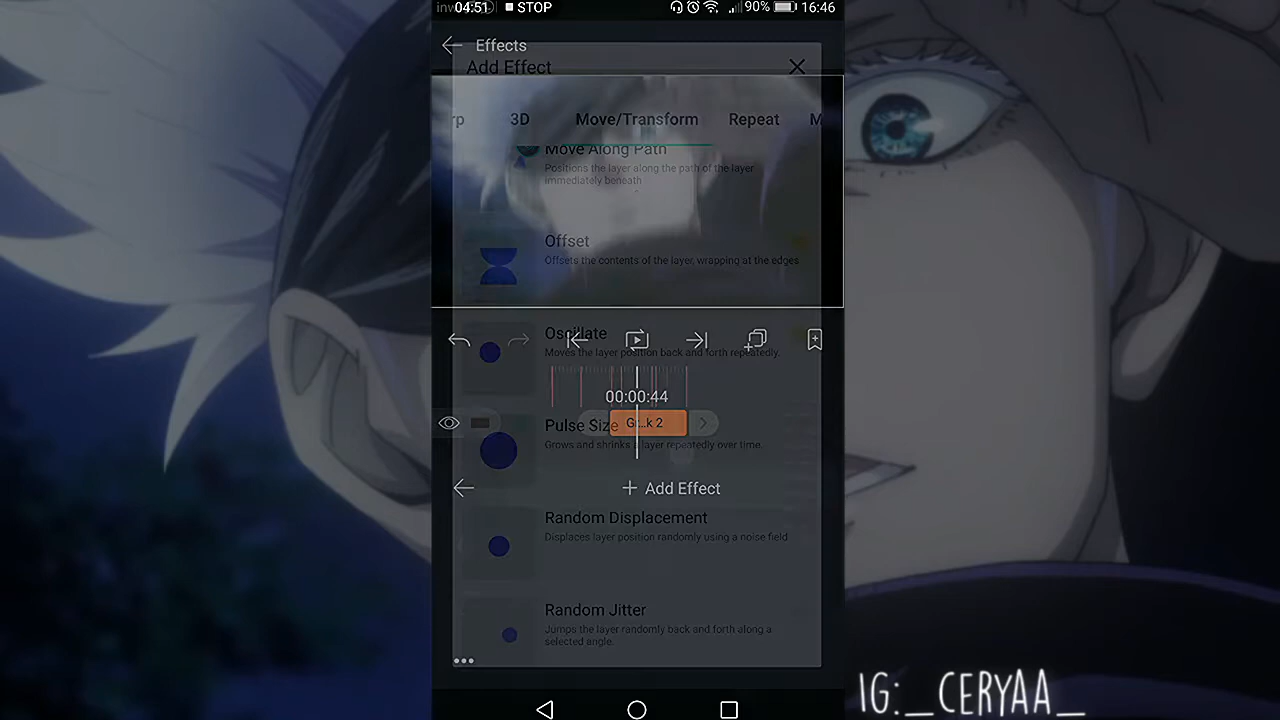 04:51 STOP 90% 16:46
Effects
Add Effect
rp 3D Move/Transform Repeat M
Move Along Path
Positions the layer along the path of the layer
immediately beneath
Offset
Offsets the contents of the layer, wrapping at the edges
Oscillate
Moves the layer position back and forth repeatedly.
00:00:44
Pulse Size
Grows and shrinks a layer repeatedly over time.
+ Add Effect
Random Displacement
Displaces layer position randomly using a noise field
Random Jitter
Jumps the layer randomly back and forth along a
selected angle.
IG:_CERYAA_